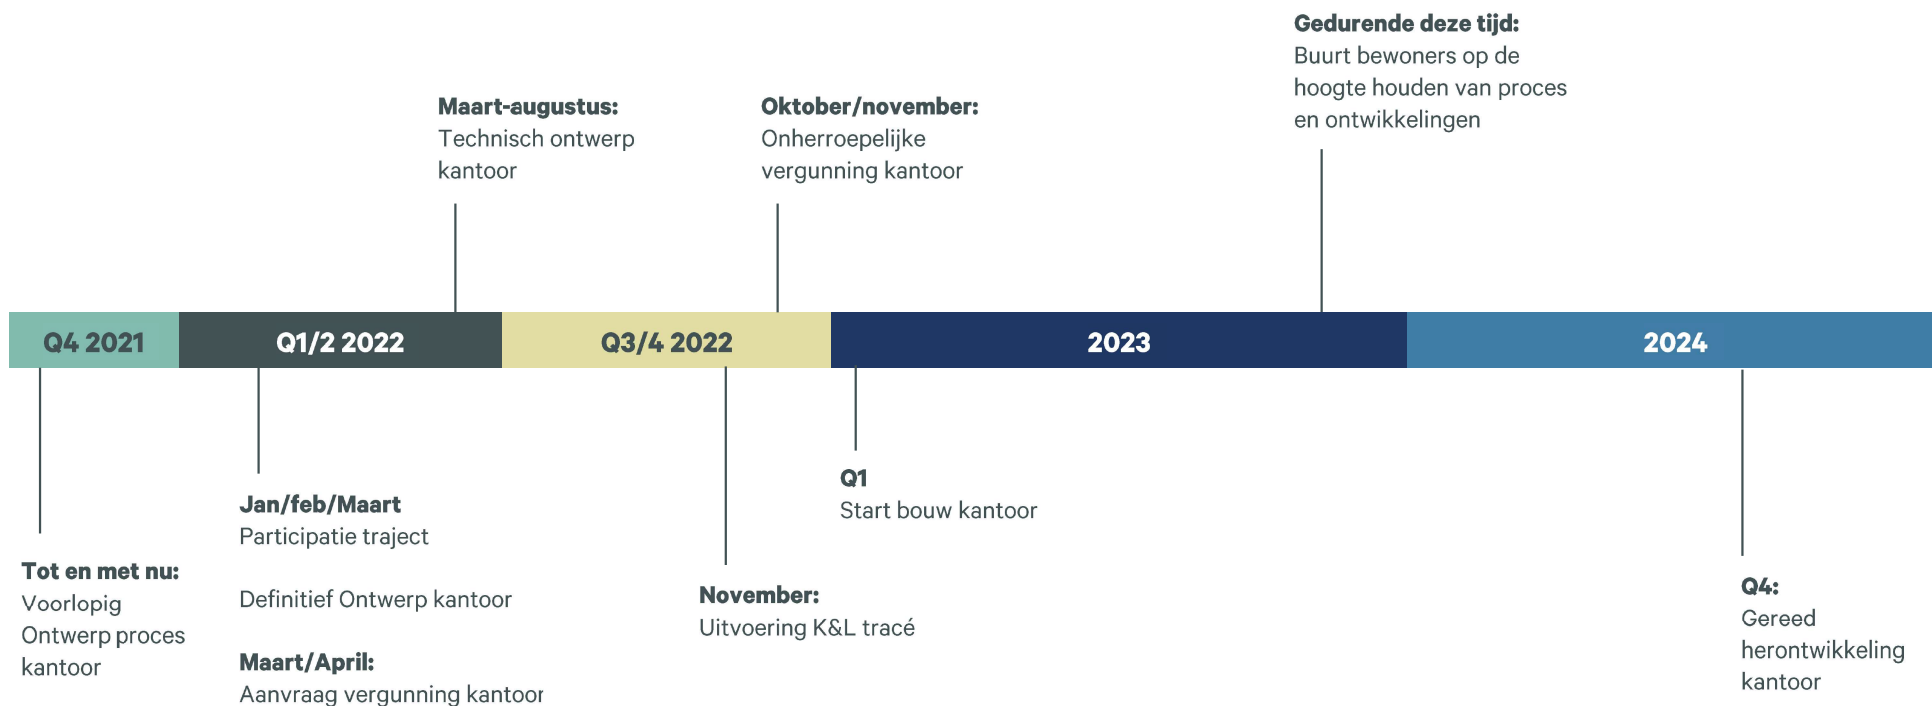 Gedurende deze tijd:
Buurt bewoners op de
hoogte houden van proces
en ontwikkelingen
Maart-augustus:
Technisch ontwerp
kantoor
Oktober/november:
Onherroepelijke
vergunning kantoor
Q4 2021
Q1/2 2022
Q3/4 2022
2023
2024
Tot en met nu:
Voorlopig
Ontwerp proces
kantoor
Jan/feb/Maart
Participatie traject
Definitief Ontwerp kantoor
Maart/April:
Aanvraag vergunning kantoor
November:
Uitvoering K&L tracé
Q1
Start bouw kantoor
Q4:
Gereed
herontwikkeling
kantoor